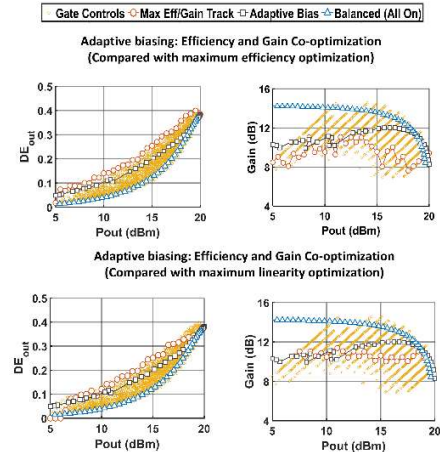 Gate Controls Max Eff/Gain Track Adaptive Bias Balanced (All On)
Adaptive biasing: Efficiency and Gain Co-optimization
(Compared with maximum efficiency optimization)
0.5
0.4
0.3
0.2
0.1
0
5 10 15 20
DEout
Pout (dBm)
16
12
8
4
5 10 15 20
Gain (dB)
Pout (dBm)
Adaptive biasing: Efficiency and Gain Co-optimization
(Compared with maximum linearity optimization)
0.5
0.4
0.3
0.2
0.1
0
5 10 15 20
DEout
Pout (dBm)
16
12
8
4
5 10 15 20
Gain (dB)
Pout (dBm)